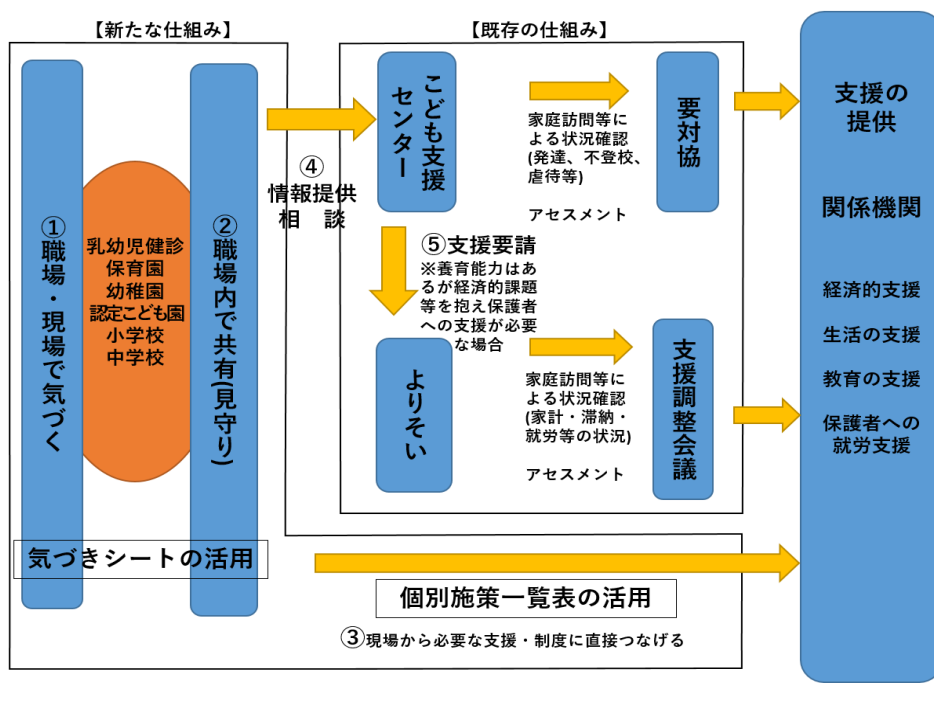 【新たな仕組み】
①職場・現場で気づく
乳幼児健診
保育園
幼稚園
認定こども園
小学校
中学校
②職場内で共有(見守り)
気づきシートの活用
④
情報提供
相　談
【既存の仕組み】
こども支援
センター
家庭訪問等に
よる状況確認
(発達、不登校、
虐待等)
アセスメント
要対協
⑤支援要請
※養育能力はあ
るが経済的課題
等を抱え保護者
への支援が必要
な場合
よりそい
家庭訪問等に
よる状況確認
(家計・滞納・
就労等の状況)
アセスメント
支援調整会議
個別施策一覧表の活用
③現場から必要な支援・制度に直接つなげる
支援の
提供
関係機関
経済的支援
生活の支援
教育の支援
保護者への
就労支援